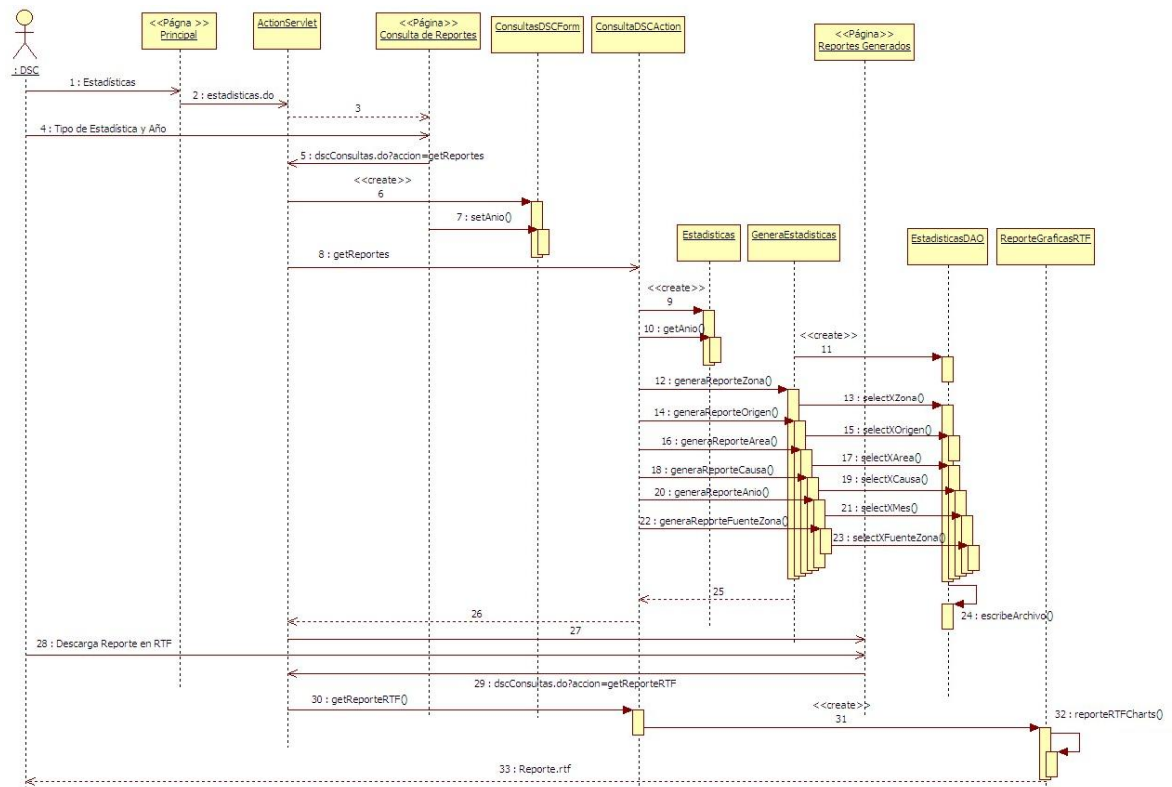 <<Págna >>
Principal
ActionServlet
<<Página>>
Consulta de Reportes
ConsultasDSCForm
ConsultaDSCAction
<<Página>>
Reportes Generados
: DSC
1 : Estadísticas
2 : estadisticas.do
3
4 : Tipo de Estadística y Año
5 : dscConsultas.do?accion=getReportes
<<create>>
6
7 : setAnio()
Estadisticas
GeneraEstadisticas
EstadisticasDAO
ReporteGraficasRTF
8 : getReportes
<<create>>
9
10 : getAnio()
<<create>>
11
12 : generaReporteZona()
13 : selectXZona()
14 : generaReporteOrigen()
15 : selectXOrigen()
16 : generaReporteArea()
17 : selectXArea()
18 : generaReporteCausa()
19 : selectXCausa()
20 : generaReporteAnio()
21 : selectXMes()
22 : generaReporteFuenteZona()
23 : selectXFuenteZona()
25
24 : escribeArchivo()
26
27
28 : Descarga Reporte en RTF
29 : dscConsultas.do?accion=getReporteRTF
30 : getReporteRTF()
<<create>>
31
32 : reporteRTFCharts()
33 : Reporte.rtf